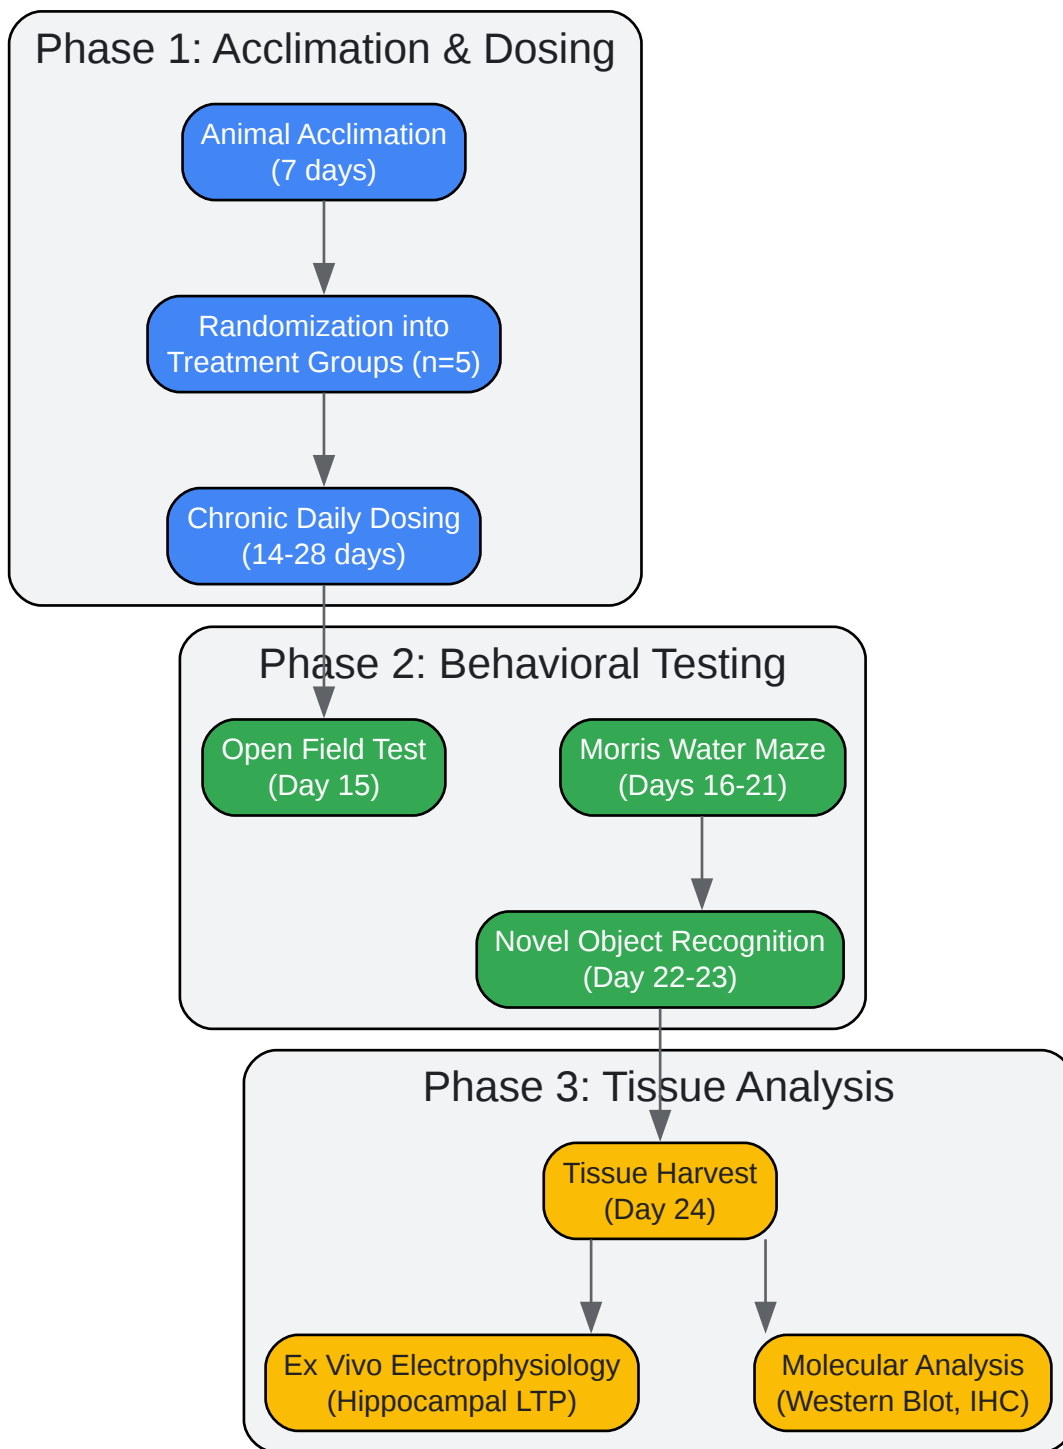 Phase 1: Acclimation & Dosing
Animal Acclimation
(7 days)
Randomization into
Treatment Groups (n=5)
Chronic Daily Dosing
(14-28 days)
Phase 2: Behavioral Testing
Open Field Test
(Day 15)
Morris Water Maze
(Days 16-21)
Novel Object Recognition
(Day 22-23)
Phase 3: Tissue Analysis
Tissue Harvest
(Day 24)
Ex Vivo Electrophysiology
(Hippocampal LTP)
Molecular Analysis
(Western Blot, IHC)